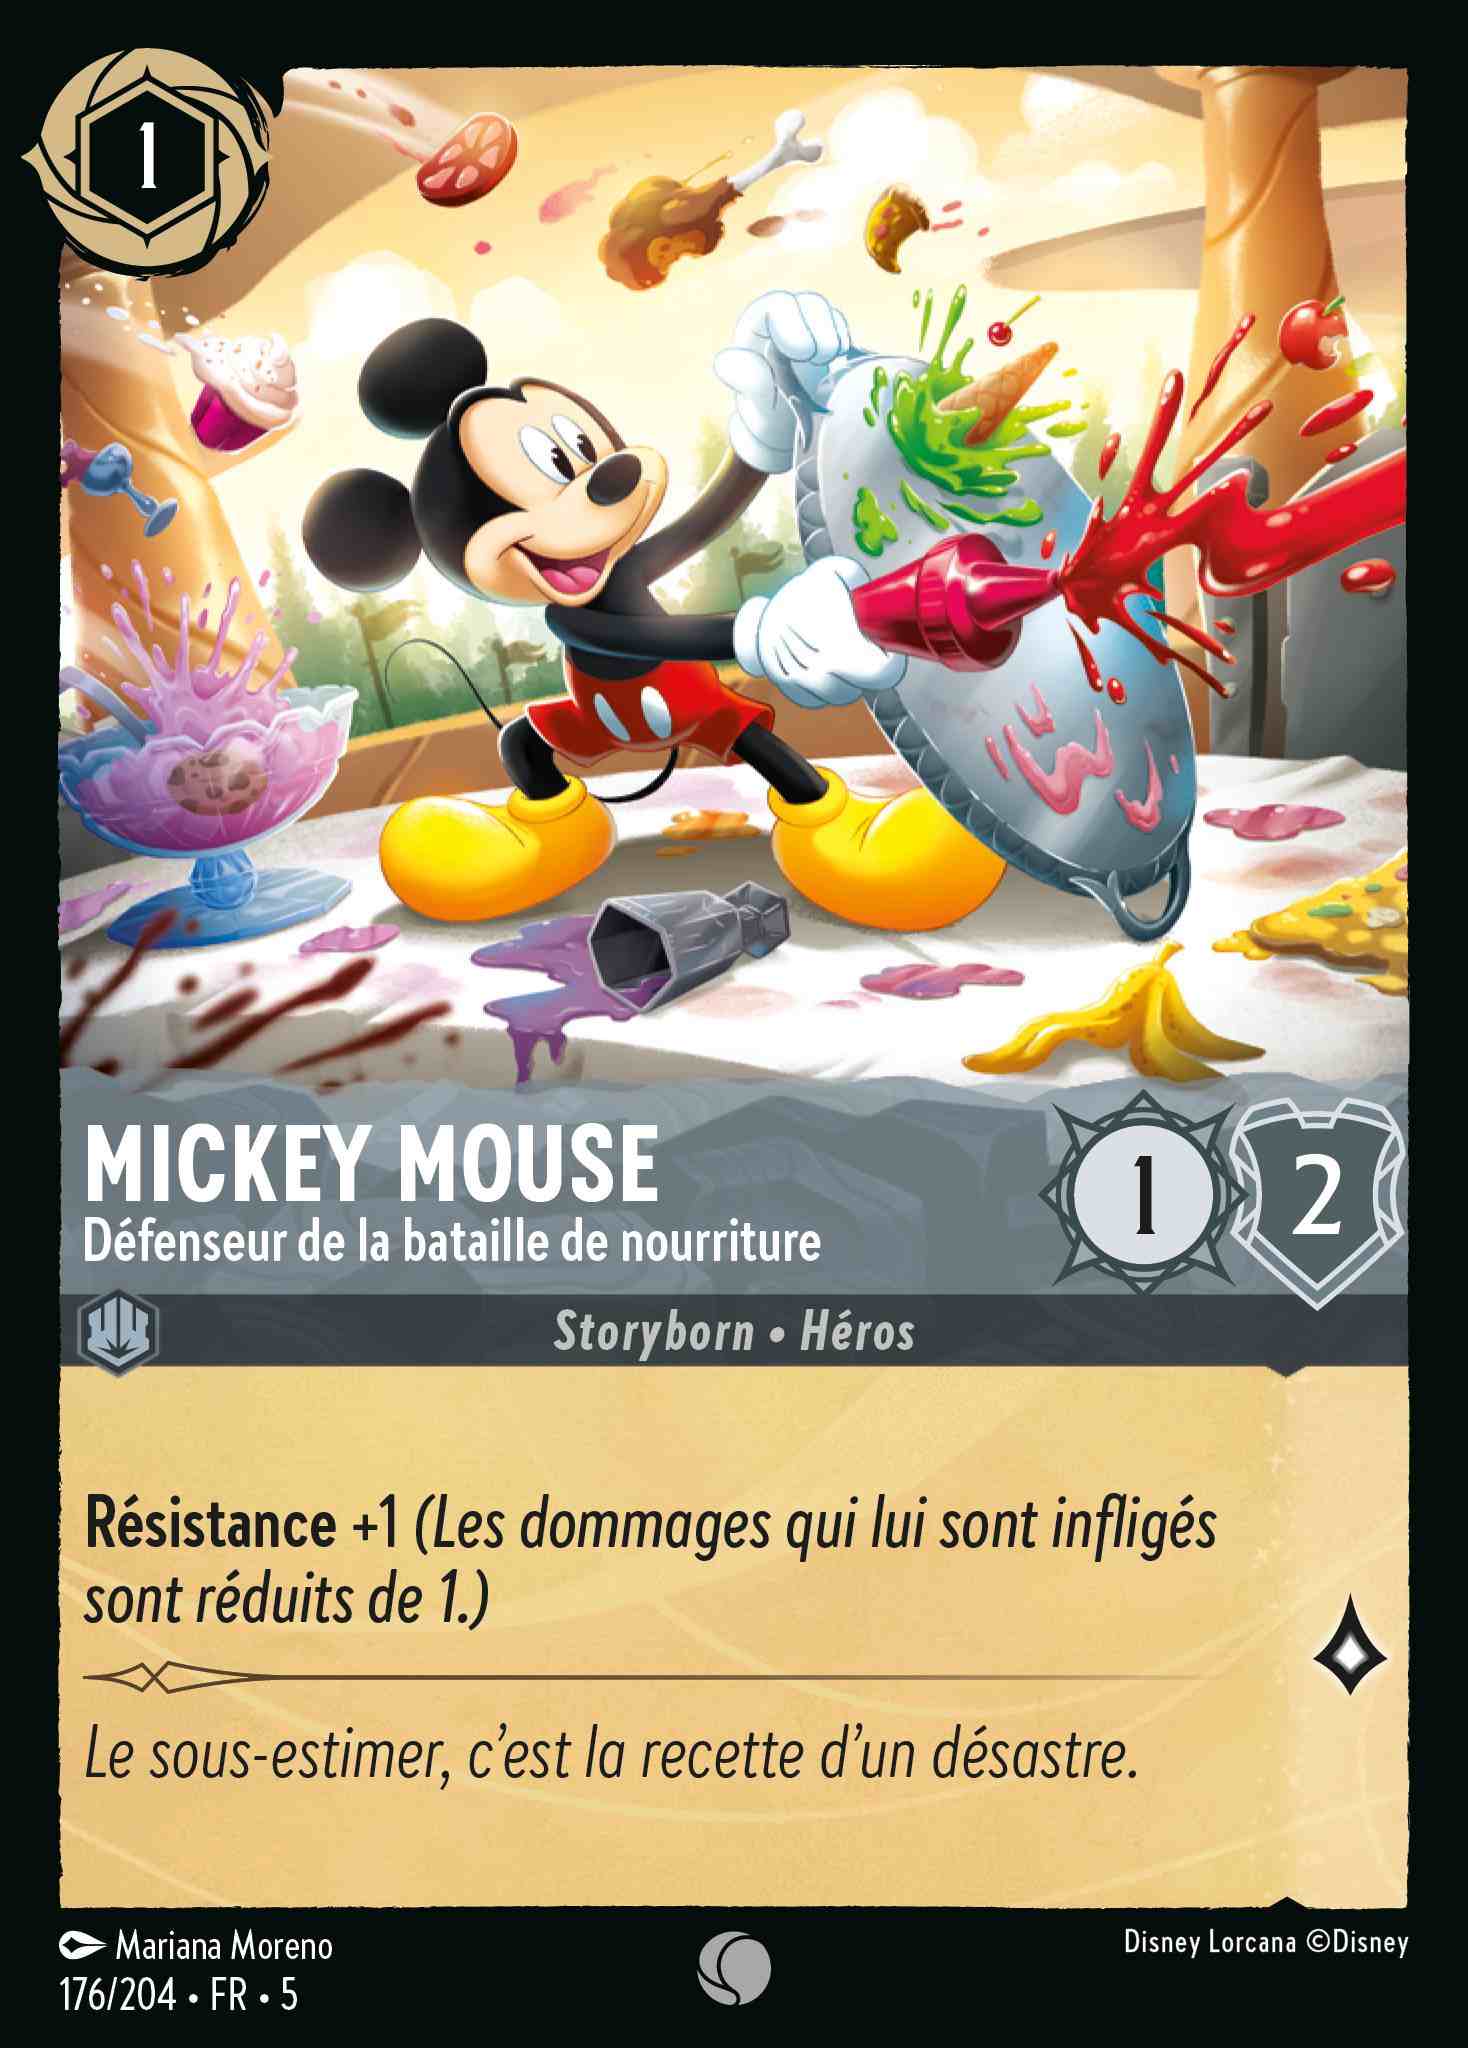 1
MICKEY MOUSE
Défenseur de la bataille de nourriture
1
2
Storyborn • Héros
Résistance +1 (Les dommages qui lui sont infligés
sont réduits de 1.)
Le sous-estimer, c’est la recette d’un désastre.
Mariana Moreno
Disney Lorcana ©Disney
176/204 • FR • 5